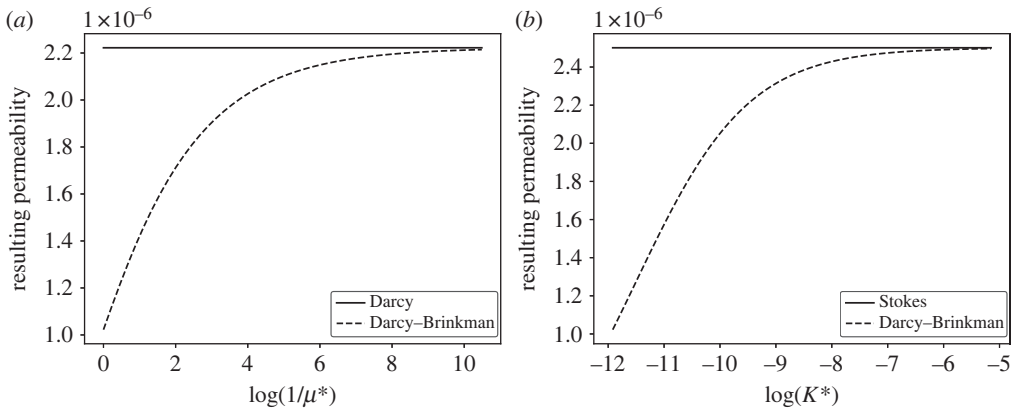 (a)
1 × 10⁻⁶
2.2
2.0
1.8
1.6
1.4
1.2
1.0
resulting permeability
Darcy
Darcy–Brinkman
0 2 4 6 8 10
log(1/μ*)
(b)
1 × 10⁻⁶
2.4
2.2
2.0
1.8
1.6
1.4
1.2
1.0
resulting permeability
Stokes
Darcy–Brinkman
–12 –11 –10 –9 –8 –7 –6 –5
log(K*)